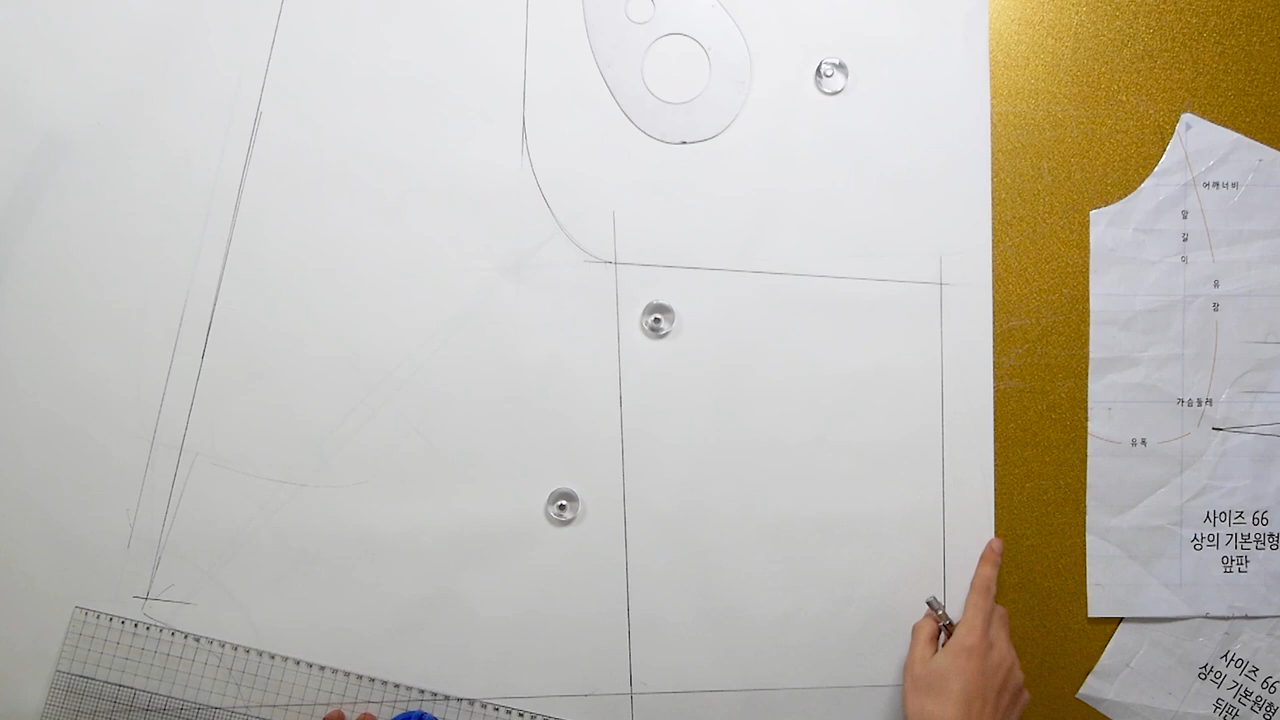 어깨너비
앞
길
이
유
장
가슴둘레
유폭
사이즈 66
상의 기본원형
앞판
사이즈 66
상의 기본원형
뒤판